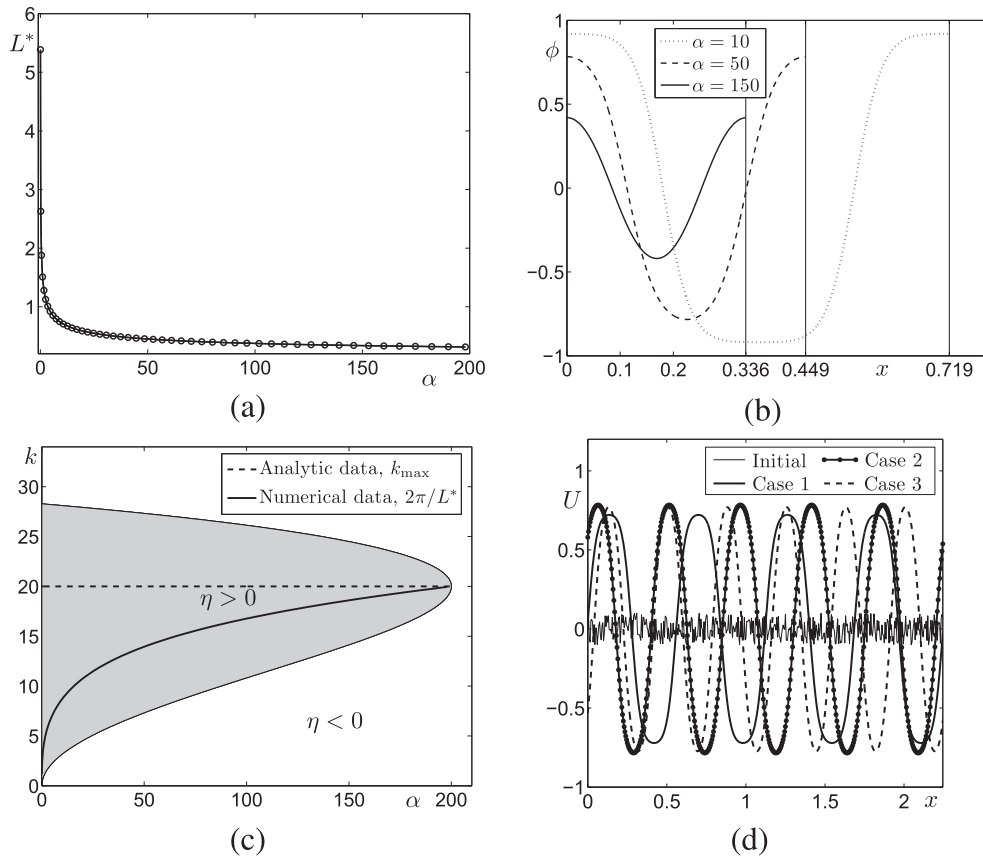 6
L*
5
4
3
2
1
0
50
100
150
200
α
(a)
1
ϕ
0.5
0
−0.5
−1
α = 10
α = 50
α = 150
0
0.1
0.2
0.336
0.449
x
0.719
(b)
k
30
25
20
15
10
5
0
Analytic data, kmax
Numerical data, 2π/L*
η > 0
η < 0
0
50
100
150
α
200
(c)
1
U
0.5
0
−0.5
−1
Initial
Case 1
Case 2
Case 3
0
0.5
1
1.5
2
x
(d)